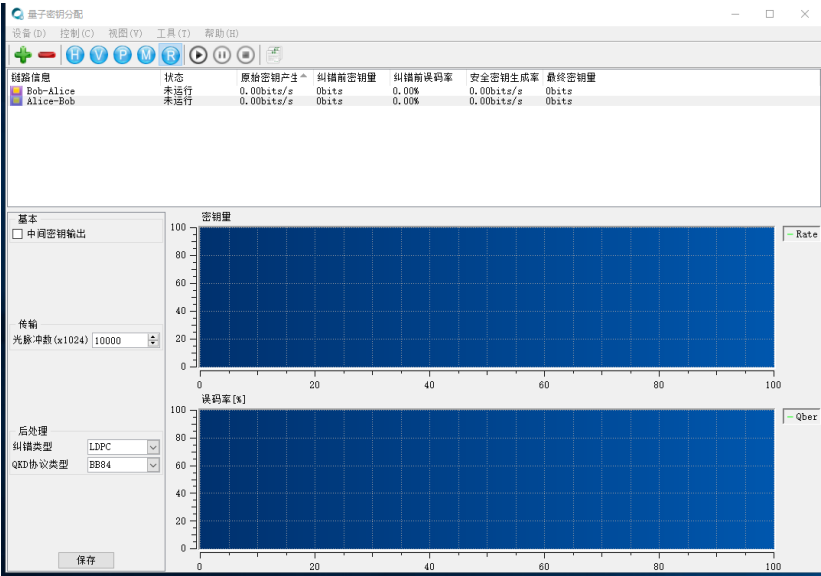 量子密钥分配
设备(D) 控制(C) 视图(V) 工具(T) 帮助(H)
H V P M R
链路信息 状态 原始密钥产生 纠错前密钥量 纠错前误码率 安全密钥生成率 最终密钥量
Bob-Alice 未运行 0.00bits/s 0bits 0.00% 0.00bits/s 0bits
Alice-Bob 未运行 0.00bits/s 0bits 0.00% 0.00bits/s 0bits
基本
中间密钥输出
传输
光脉冲数(x1024) 10000
后处理
纠错类型 LDPC
QKD协议类型 BB84
保存
密钥量
100
80
60
40
20
0
0 20 40 60 80 100
Rate
误码率[%]
100
80
60
40
20
0
0 20 40 60 80 100
Qber